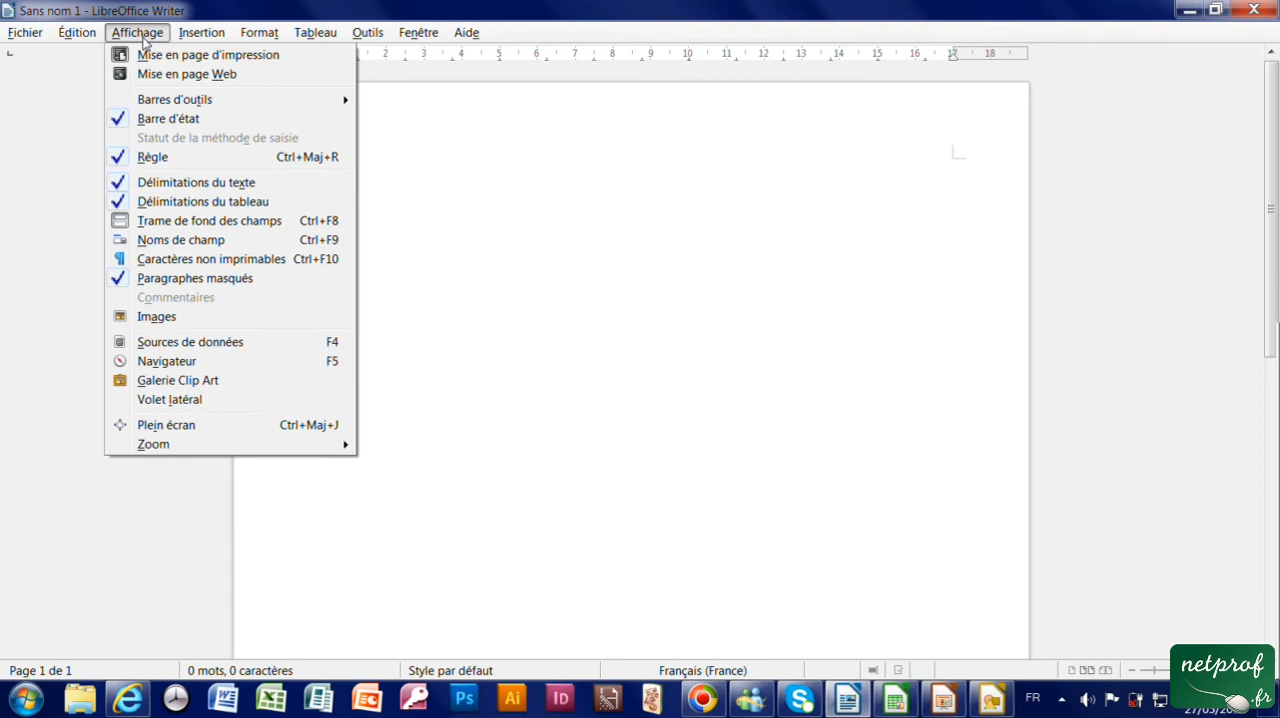 Sans nom 1 - LibreOffice Writer
Fichier Édition Affichage Insertion Format Tableau Outils Fenêtre Aide
2 3 4 5 6 7 8 9 10 11 12 13 14 15 16 17 18
Mise en page d'impression
Mise en page Web
Barres d'outils
Barre d'état
Statut de la méthode de saisie
Règle Ctrl+Maj+R
Délimitations du texte
Délimitations du tableau
Trame de fond des champs Ctrl+F8
Noms de champ Ctrl+F9
Caractères non imprimables Ctrl+F10
Paragraphes masqués
Commentaires
Images
Sources de données F4
Navigateur F5
Galerie Clip Art
Volet latéral
Plein écran Ctrl+Maj+J
Zoom
Page 1 de 1 0 mots, 0 caractères Style par défaut Français (France)
netprof
.fr
Ps Ai Id FR